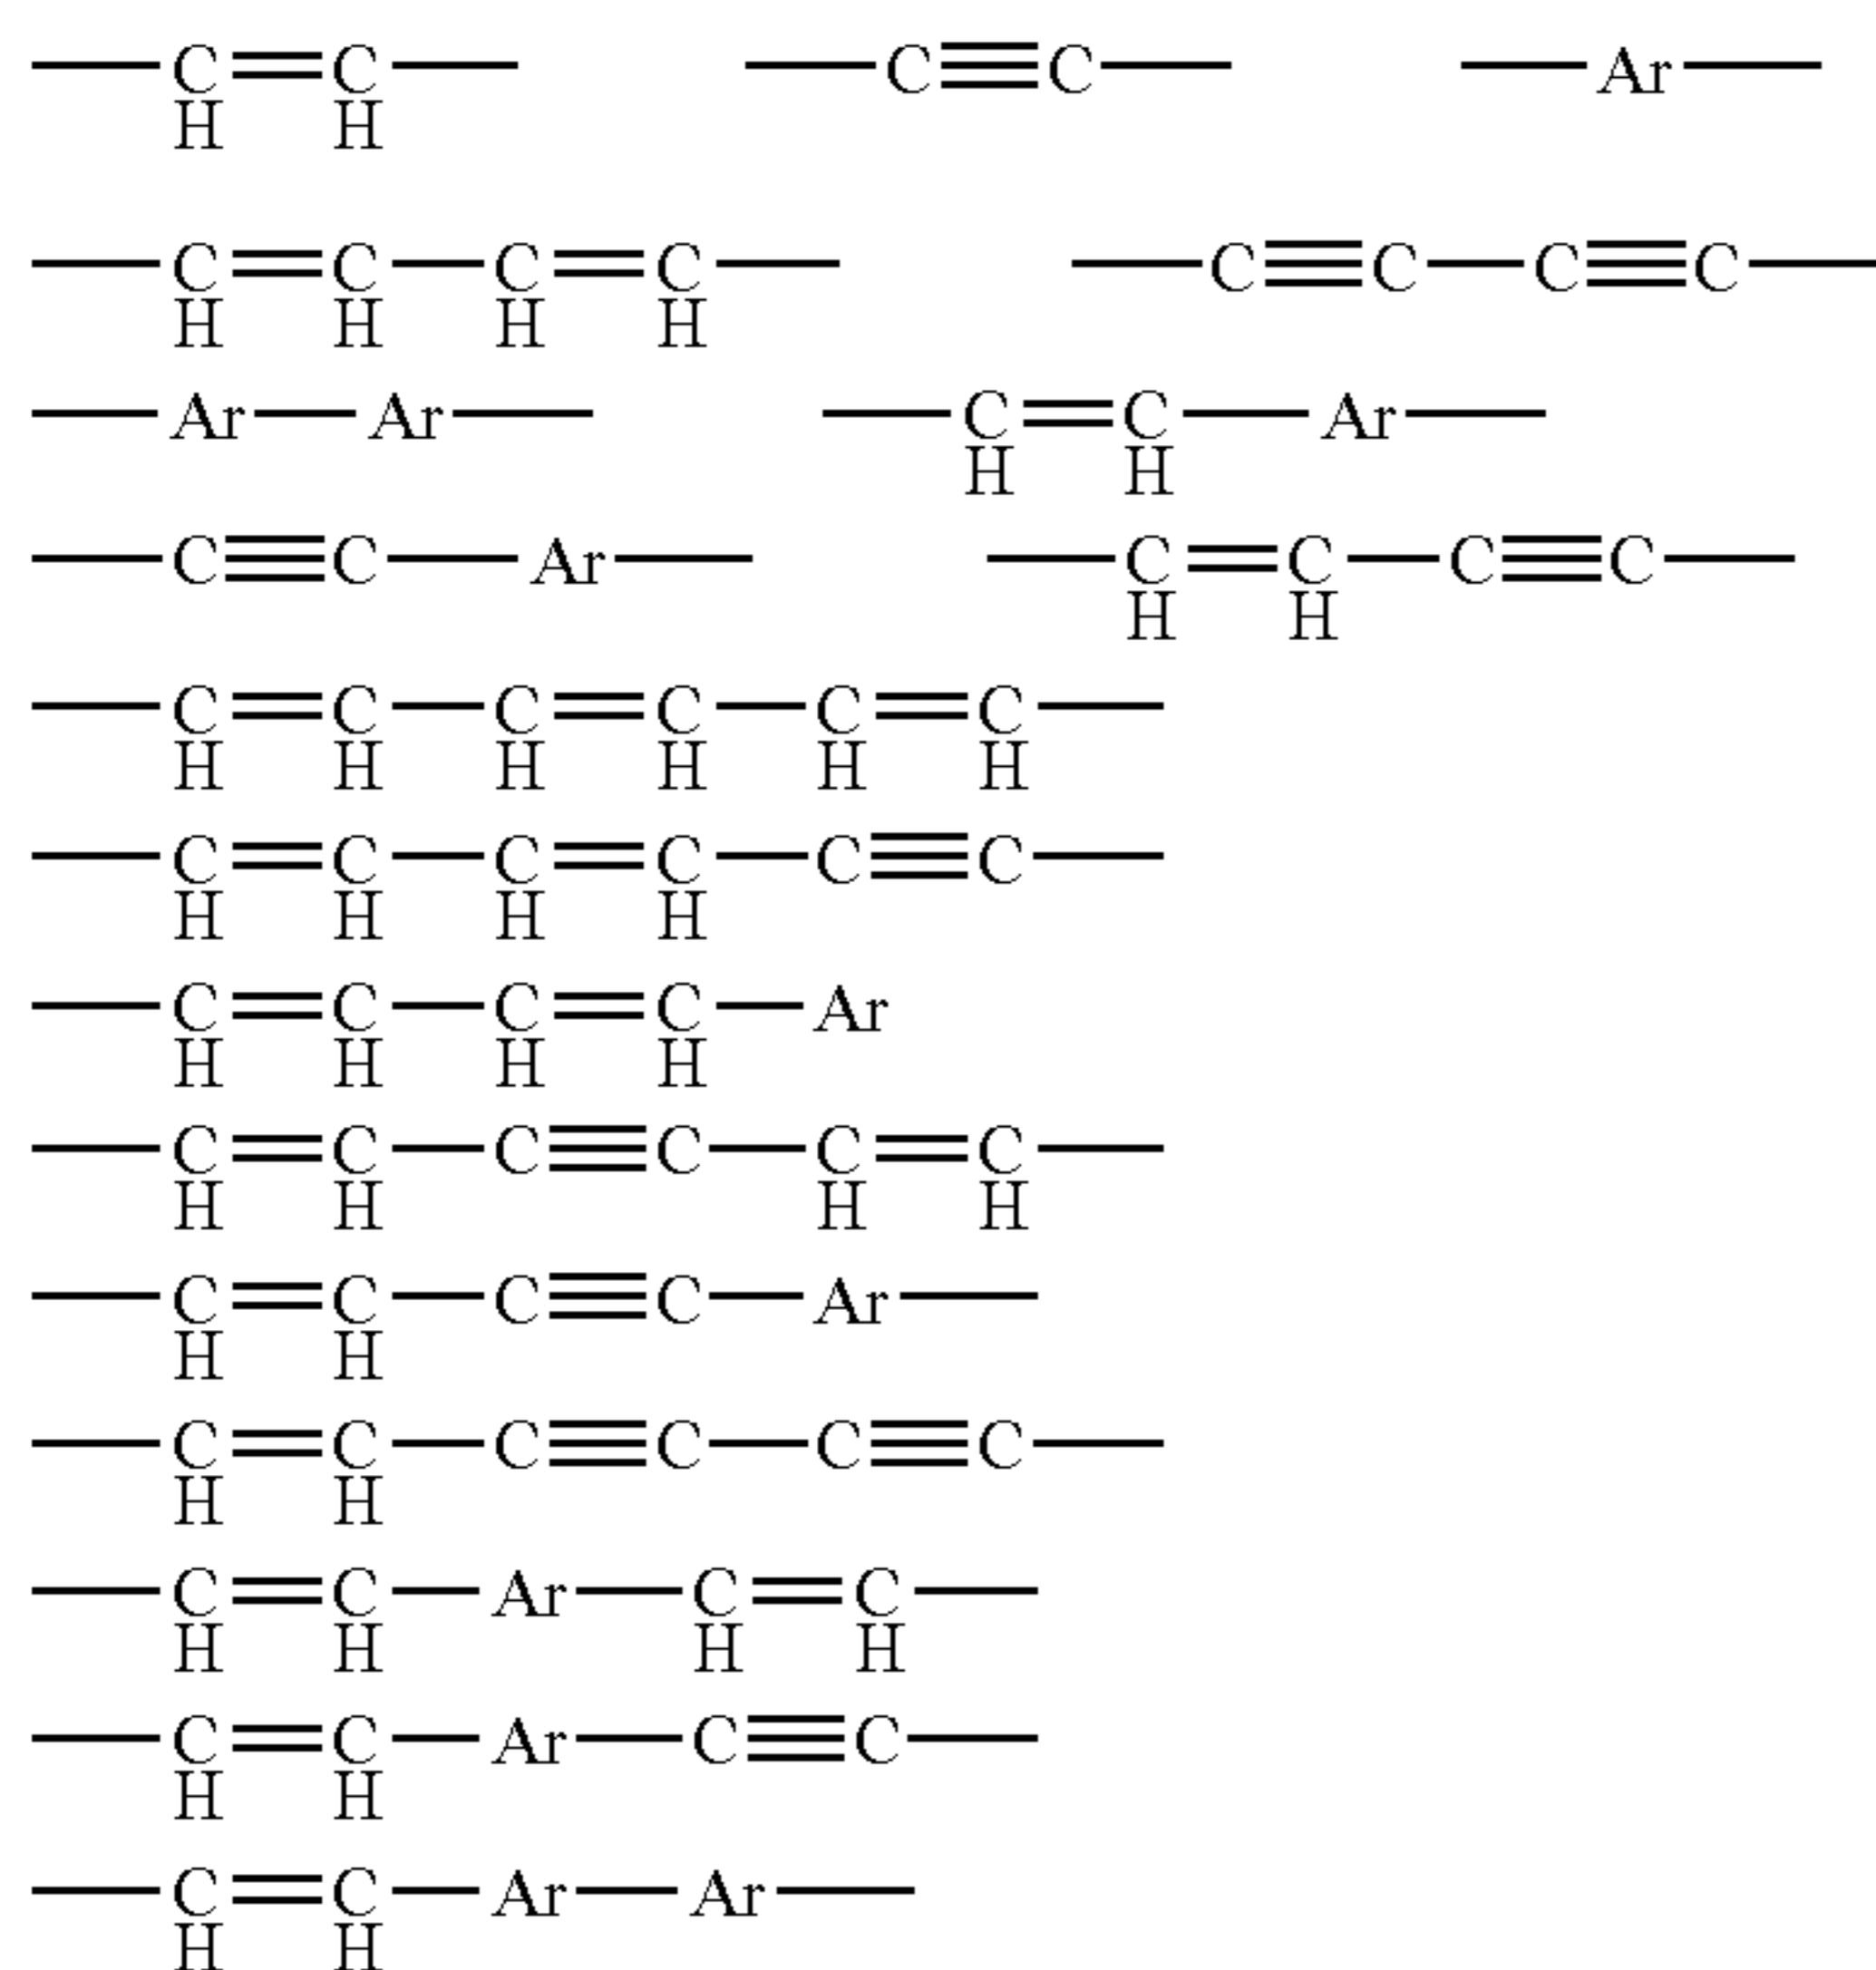 —C=C— —C≡C— —Ar—
H H
—C=C—C=C— —C≡C—C≡C—
H H H H
—Ar—Ar— —C=C—Ar—
H H
—C≡C—Ar— —C=C—C≡C—
H H
—C=C—C=C—C=C—
H H H H H H
—C=C—C=C—C≡C—
H H H H
—C=C—C=C—Ar
H H H H
—C=C—C≡C—C=C—
H H H H
—C=C—C≡C—Ar—
H H
—C=C—C≡C—C≡C—
H H
—C=C—Ar—C=C—
H H H H
—C=C—Ar—C≡C—
H H
—C=C—Ar—Ar—
H H